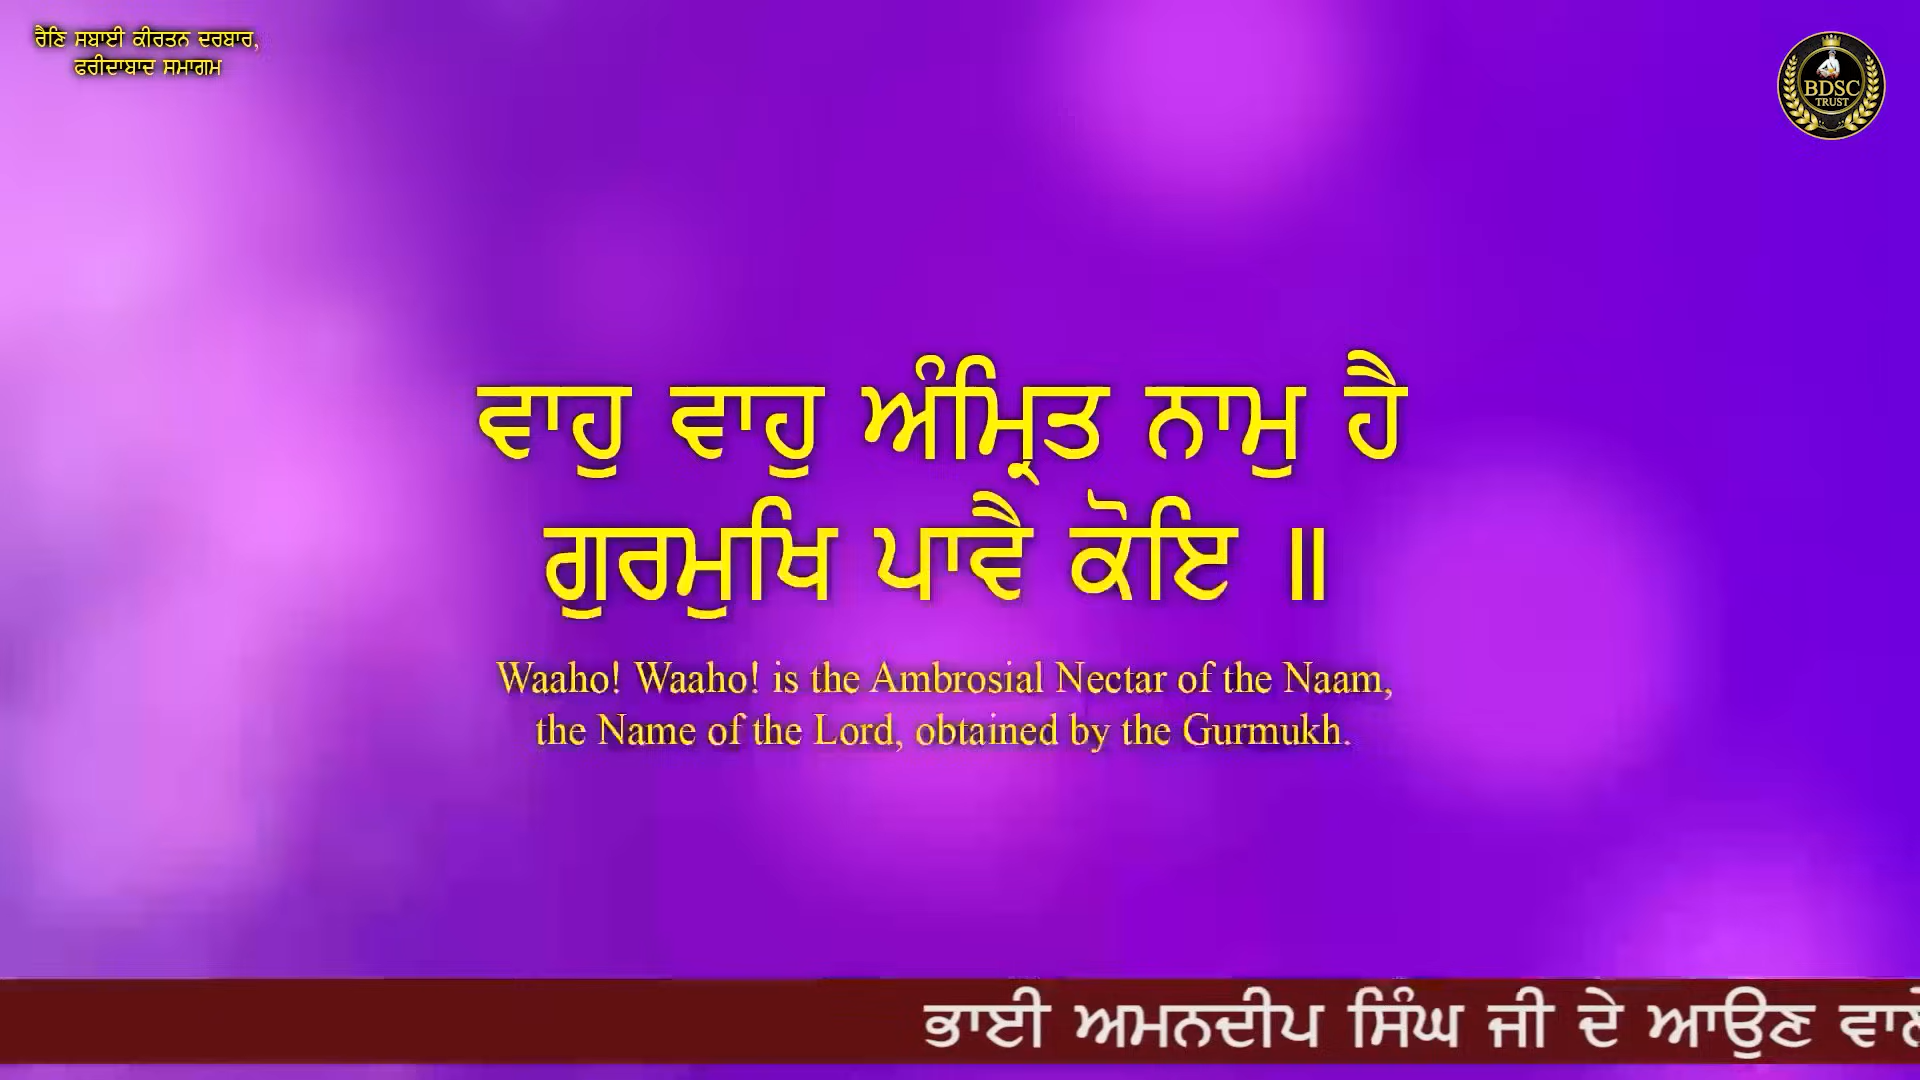 ਰੈਣਿ ਸਬਾਈ ਕੀਰਤਨ ਦਰਬਾਰ,
ਫਰੀਦਾਬਾਦ ਸਮਾਗਮ
BDSC
TRUST
ਵਾਹੁ ਵਾਹੁ ਅੰਮ੍ਰਿਤ ਨਾਮੁ ਹੈ
ਗੁਰਮੁਖਿ ਪਾਵੈ ਕੋਇ ॥
Waaho! Waaho! is the Ambrosial Nectar of the Naam,
the Name of the Lord, obtained by the Gurmukh.
ਭਾਈ ਅਮਨਦੀਪ ਸਿੰਘ ਜੀ ਦੇ ਆਉਣ